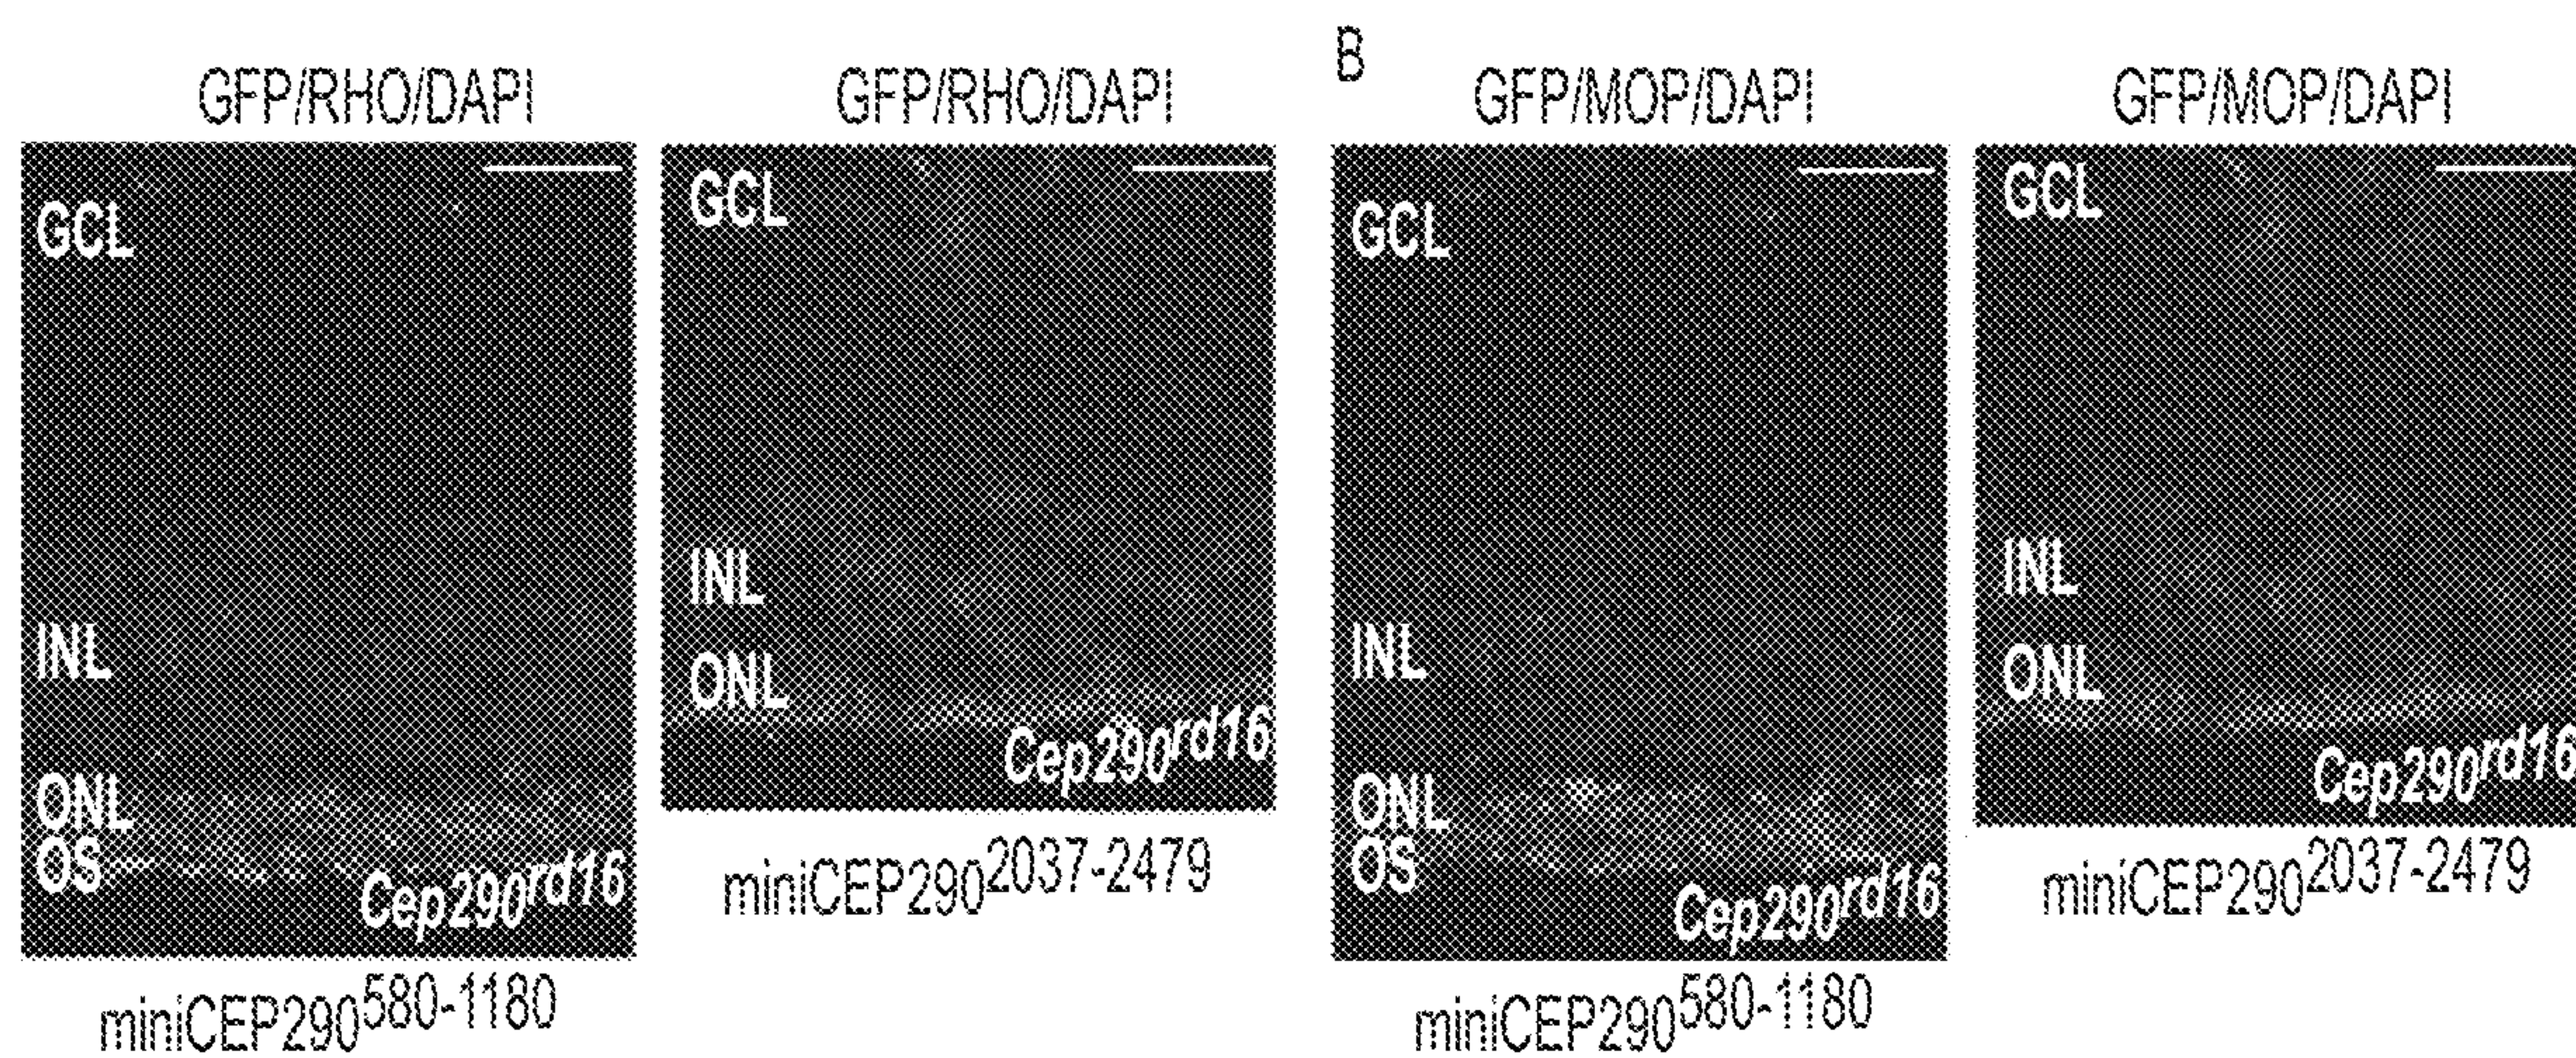 B
GFP/RHO/DAPI
GCL
INL
ONL
OS
Cep290rd16
miniCEP290580-1180
GFP/RHO/DAPI
GCL
INL
ONL
Cep290rd16
miniCEP2902037-2479
GFP/MOP/DAPI
GCL
INL
ONL
OS
Cep290rd16
miniCEP290580-1180
GFP/MOP/DAPI
GCL
INL
ONL
Cep290rd16
miniCEP2902037-2479